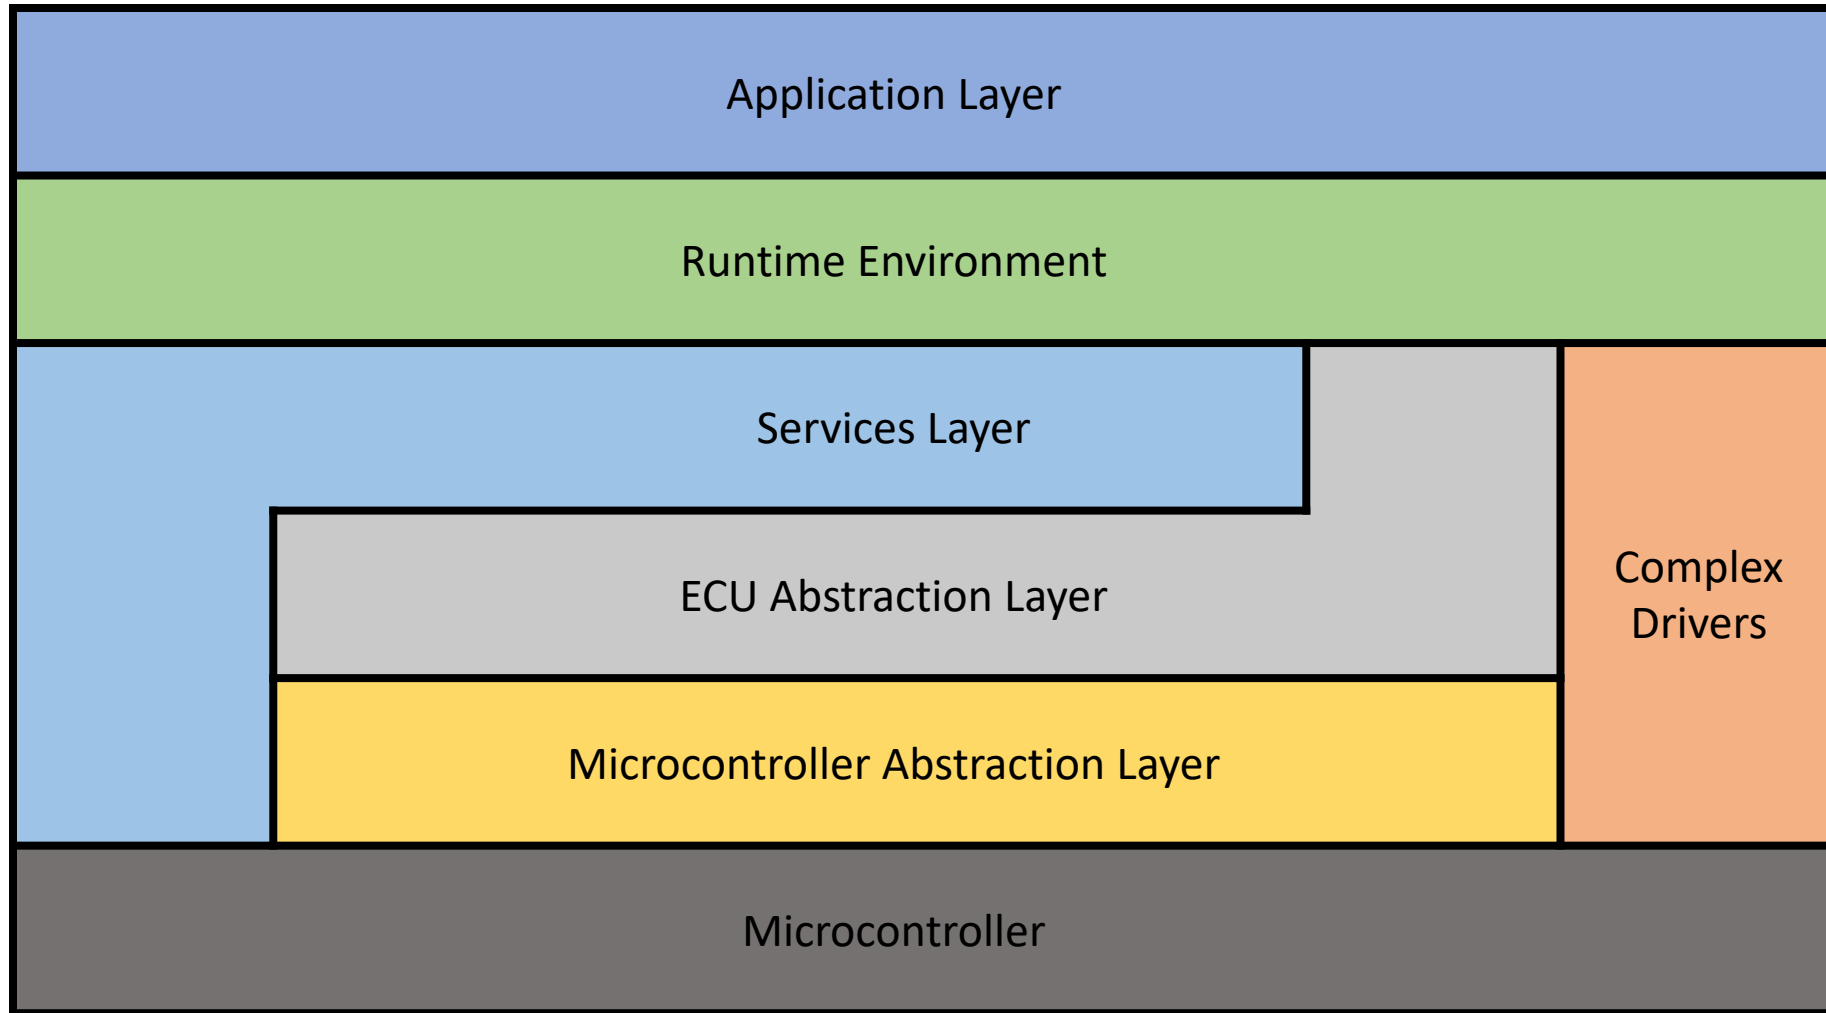 Application Layer
Runtime Environment
Services Layer
ECU Abstraction Layer
Complex
Drivers
Microcontroller Abstraction Layer
Microcontroller